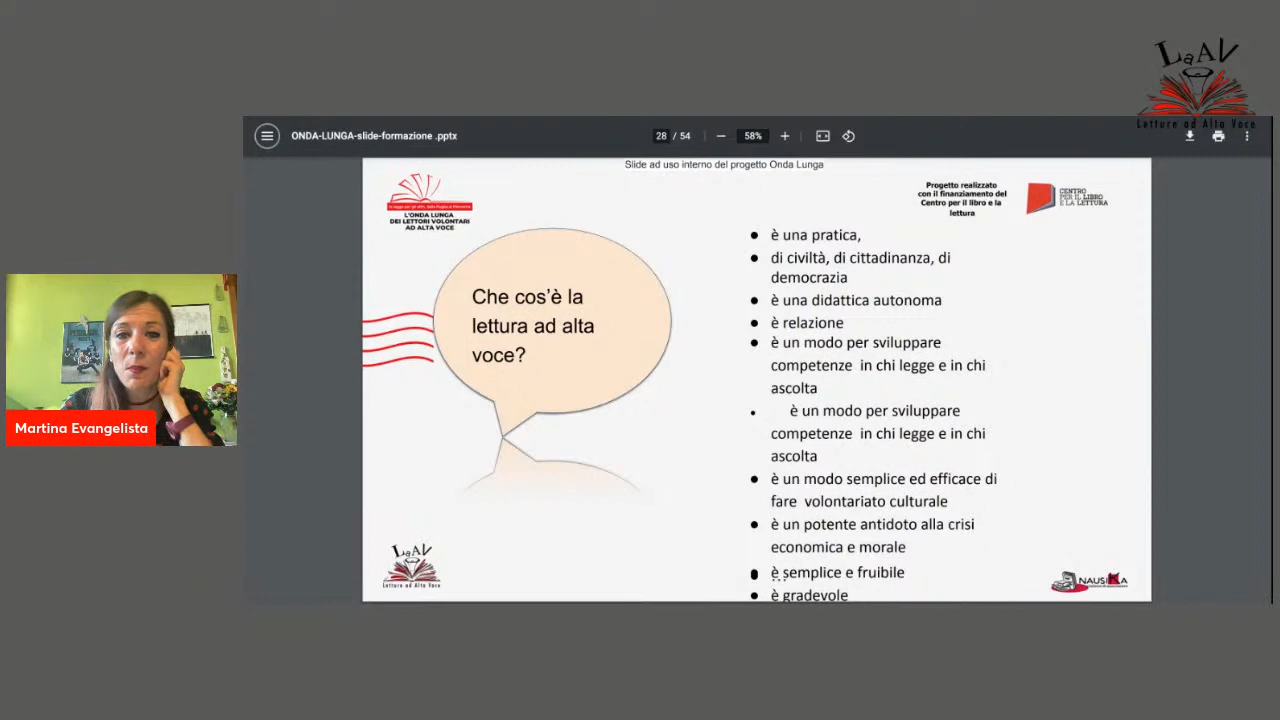 LaAV
Letture ad Alta Voce
ONDA-LUNGA-slide-formazione .pptx
28 / 54
58%
Slide ad uso interno del progetto Onda Lunga
L'ONDA LUNGA
DEI LETTORI VOLONTARI
AD ALTA VOCE
Progetto realizzato
con il finanziamento del
Centro per il libro e la
lettura
CENTRO
PER IL LIBRO
E LA LETTURA
Che cos'è la
lettura ad alta
voce?
● è una pratica,
● di civiltà, di cittadinanza, di
democrazia
● è una didattica autonoma
● è relazione
● è un modo per sviluppare
competenze in chi legge e in chi
ascolta
• è un modo per sviluppare
competenze in chi legge e in chi
ascolta
● è un modo semplice ed efficace di
fare volontariato culturale
● è un potente antidoto alla crisi
economica e morale
● è semplice e fruibile
● è gradevole
Martina Evangelista
LaAV
Letture ad Alta Voce
NAUSIKA